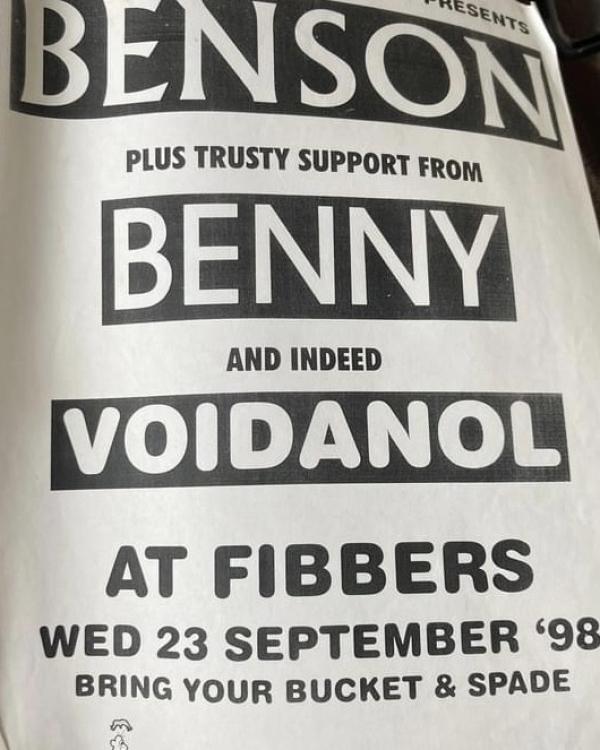 PRESENTS
BENSON
PLUS TRUSTY SUPPORT FROM
BENNY
AND INDEED
VOIDANOL
AT FIBBERS
WED 23 SEPTEMBER ‘98
BRING YOUR BUCKET & SPADE